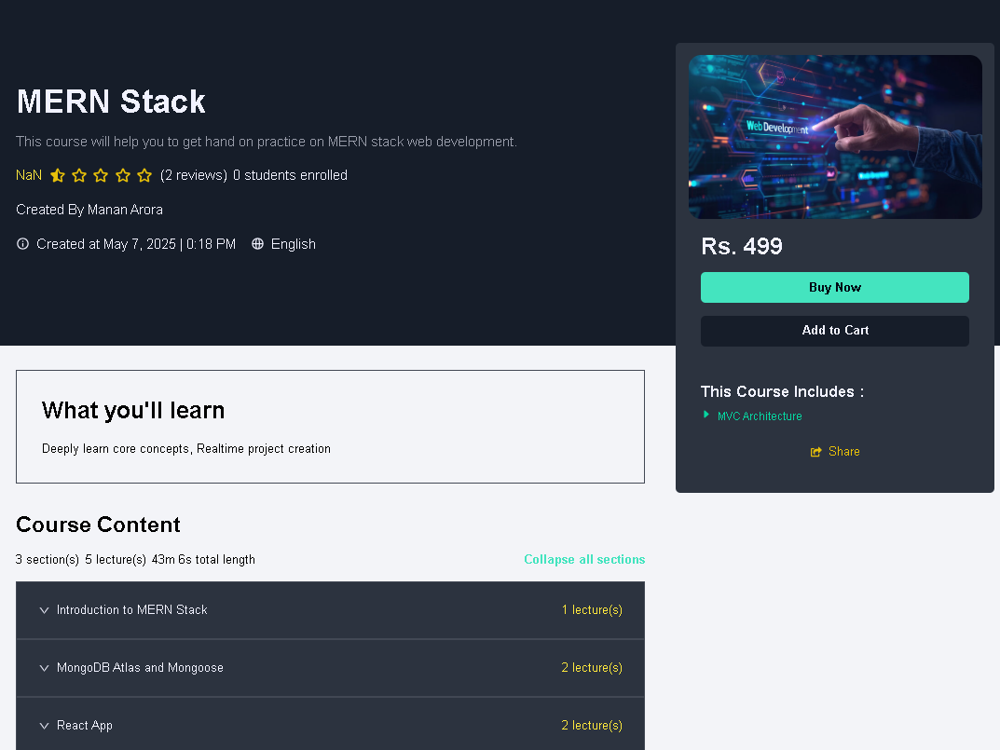 MERN Stack
This course will help you to get hand on practice on MERN stack web development.
NaN (2 reviews) 0 students enrolled
Created By Manan Arora
Created at May 7, 2025 | 0:18 PM English
Web Development
Rs. 499
Buy Now
Add to Cart
This Course Includes :
MVC Architecture
Share
What you'll learn
Deeply learn core concepts, Realtime project creation
Course Content
3 section(s) 5 lecture(s) 43m 6s total length
Collapse all sections
Introduction to MERN Stack 1 lecture(s)
MongoDB Atlas and Mongoose 2 lecture(s)
React App 2 lecture(s)